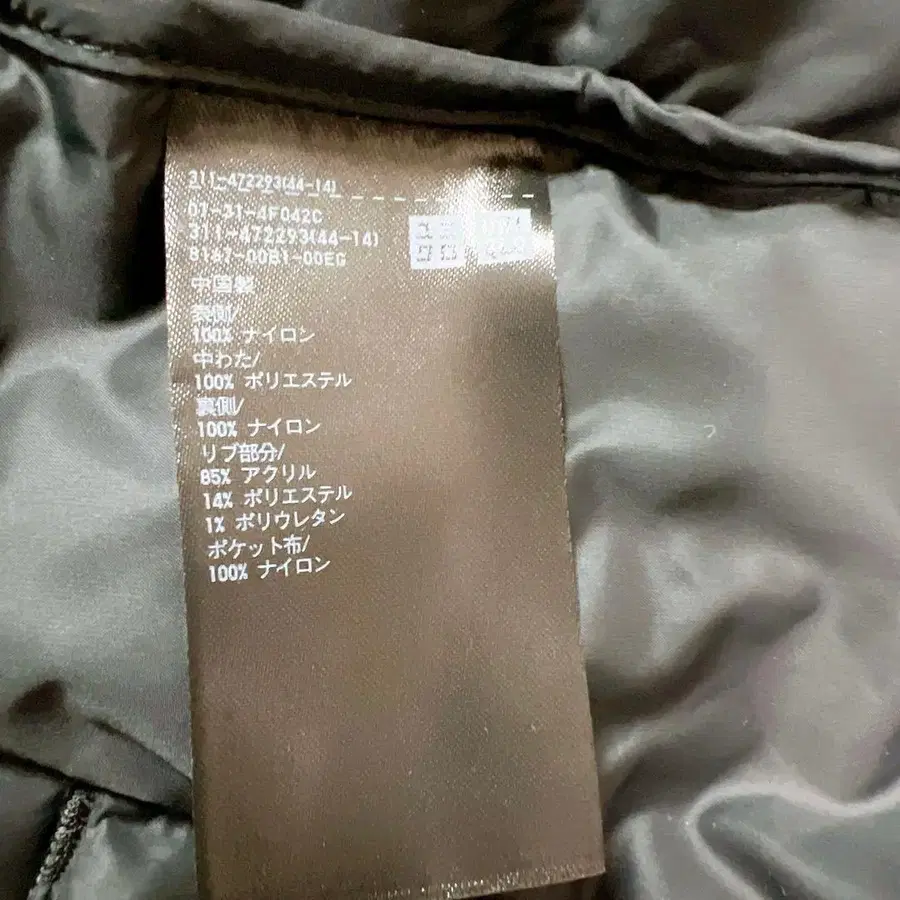 311-472293(44-14)
01-31-4F042C
311-472293(44-14)
8167-00B1-00EG
中国製
表側/
100% ナイロン
中わた/
100% ポリエステル
裏側/
100% ナイロン
リブ部分/
85% アクリル
14% ポリエステル
1% ポリウレタン
ポケット布/
100% ナイロン